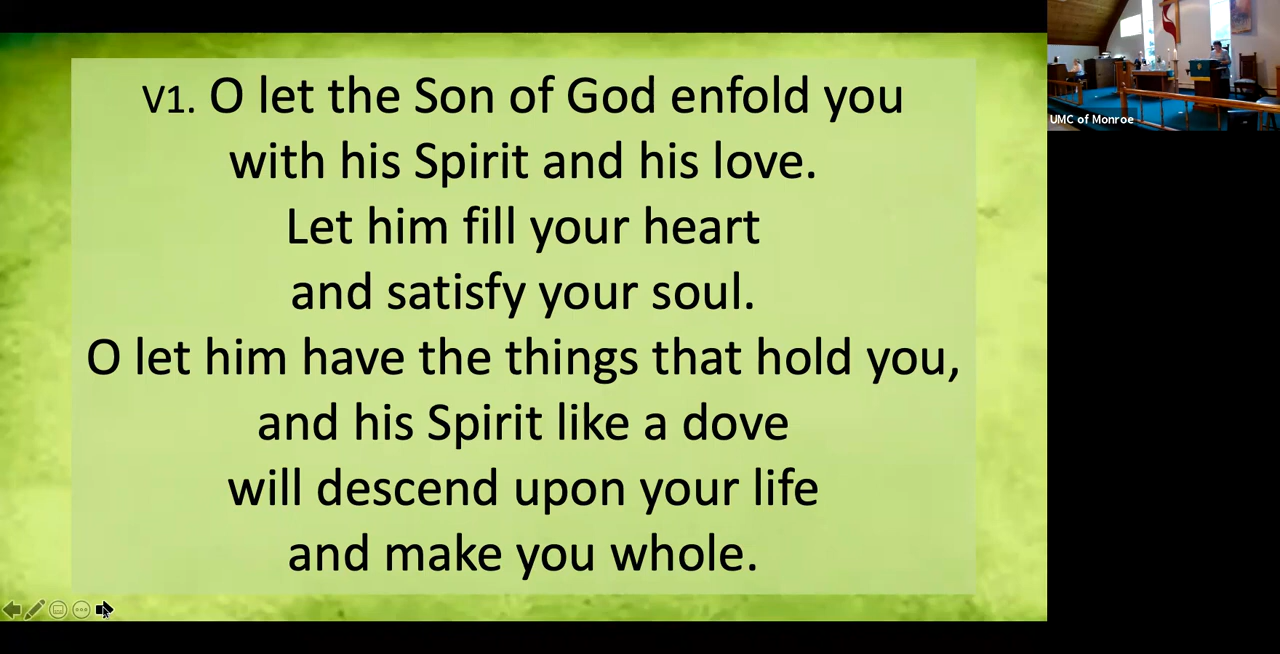 V1. O let the Son of God enfold you
with his Spirit and his love.
Let him fill your heart
and satisfy your soul.
O let him have the things that hold you,
and his Spirit like a dove
will descend upon your life
and make you whole.
UMC of Monroe